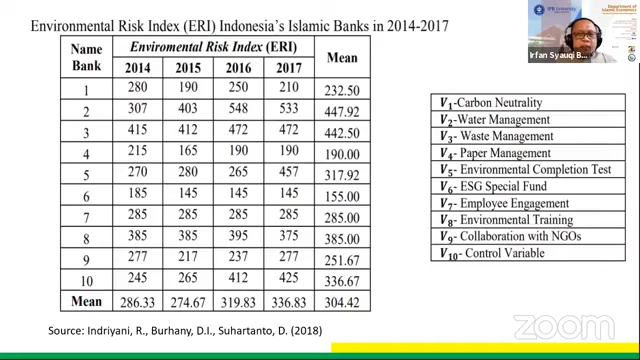 Environmental Risk Index (ERI) Indonesia's Islamic Banks in 2014-2017
Name Bank Enviromental Risk Index (ERI) Mean
2014 2015 2016 2017
1 280 190 250 210 232.50
2 307 403 548 533 447.92
3 415 412 472 472 442.50
4 215 165 190 190 190.00
5 270 280 265 457 317.92
6 185 145 145 145 155.00
7 285 285 285 285 285.00
8 385 385 395 375 385.00
9 277 217 237 277 251.67
10 245 265 412 425 336.67
Mean 286.33 274.67 319.83 336.83 304.42
V1-Carbon Neutrality
V2-Water Management
V3- Waste Management
V4- Paper Management
V5- Environmental Completion Test
V6- ESG Special Fund
V7- Employee Engagement
V8- Environmental Training
V9- Collaboration with NGOs
V10- Control Variable
Source: Indriyani, R., Burhany, D.I., Suhartanto, D. (2018)
IPB University
Department of
Islamic Economics
Irfan Syauqi B...
zoom